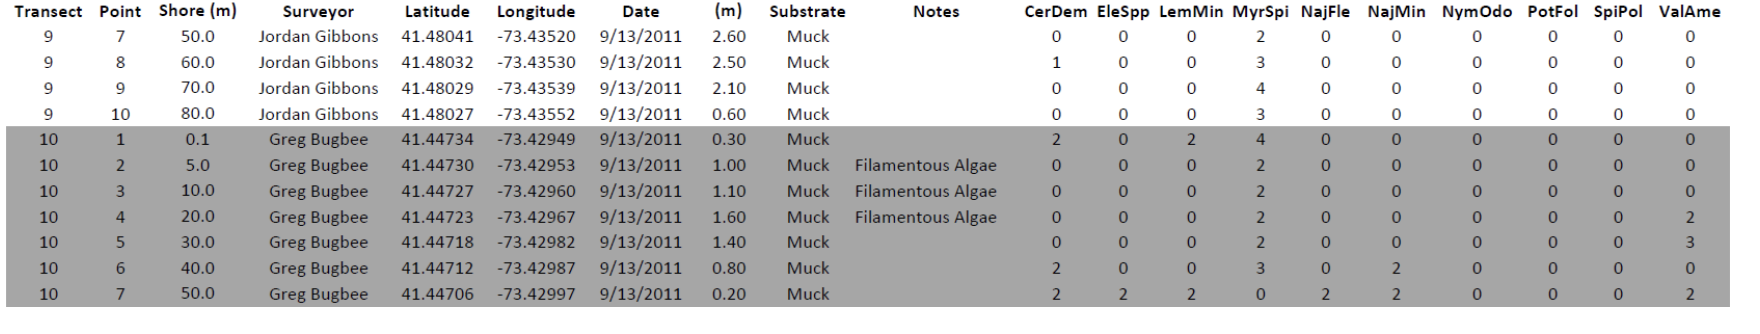 Transect Point Shore (m) Surveyor Latitude Longitude Date (m) Substrate Notes CerDem EleSpp LemMin MyrSpi NajFle NajMin NymOdo PotFol SpiPol ValAme
9 7 50.0 Jordan Gibbons 41.48041 -73.43520 9/13/2011 2.60 Muck 0 0 0 2 0 0 0 0 0 0
9 8 60.0 Jordan Gibbons 41.48032 -73.43530 9/13/2011 2.50 Muck 1 0 0 3 0 0 0 0 0 0
9 9 70.0 Jordan Gibbons 41.48029 -73.43539 9/13/2011 2.10 Muck 0 0 0 4 0 0 0 0 0 0
9 10 80.0 Jordan Gibbons 41.48027 -73.43552 9/13/2011 0.60 Muck 0 0 0 3 0 0 0 0 0 0
10 1 0.1 Greg Bugbee 41.44734 -73.42949 9/13/2011 0.30 Muck 2 0 2 4 0 0 0 0 0 0
10 2 5.0 Greg Bugbee 41.44730 -73.42953 9/13/2011 1.00 Muck Filamentous Algae 0 0 0 2 0 0 0 0 0 0
10 3 10.0 Greg Bugbee 41.44727 -73.42960 9/13/2011 1.10 Muck Filamentous Algae 0 0 0 2 0 0 0 0 0 0
10 4 20.0 Greg Bugbee 41.44723 -73.42967 9/13/2011 1.60 Muck Filamentous Algae 0 0 0 2 0 0 0 0 0 2
10 5 30.0 Greg Bugbee 41.44718 -73.42982 9/13/2011 1.40 Muck 0 0 0 2 0 0 0 0 0 3
10 6 40.0 Greg Bugbee 41.44712 -73.42987 9/13/2011 0.80 Muck 2 0 0 3 0 2 0 0 0 0
10 7 50.0 Greg Bugbee 41.44706 -73.42997 9/13/2011 0.20 Muck 2 2 2 0 2 2 0 0 0 2